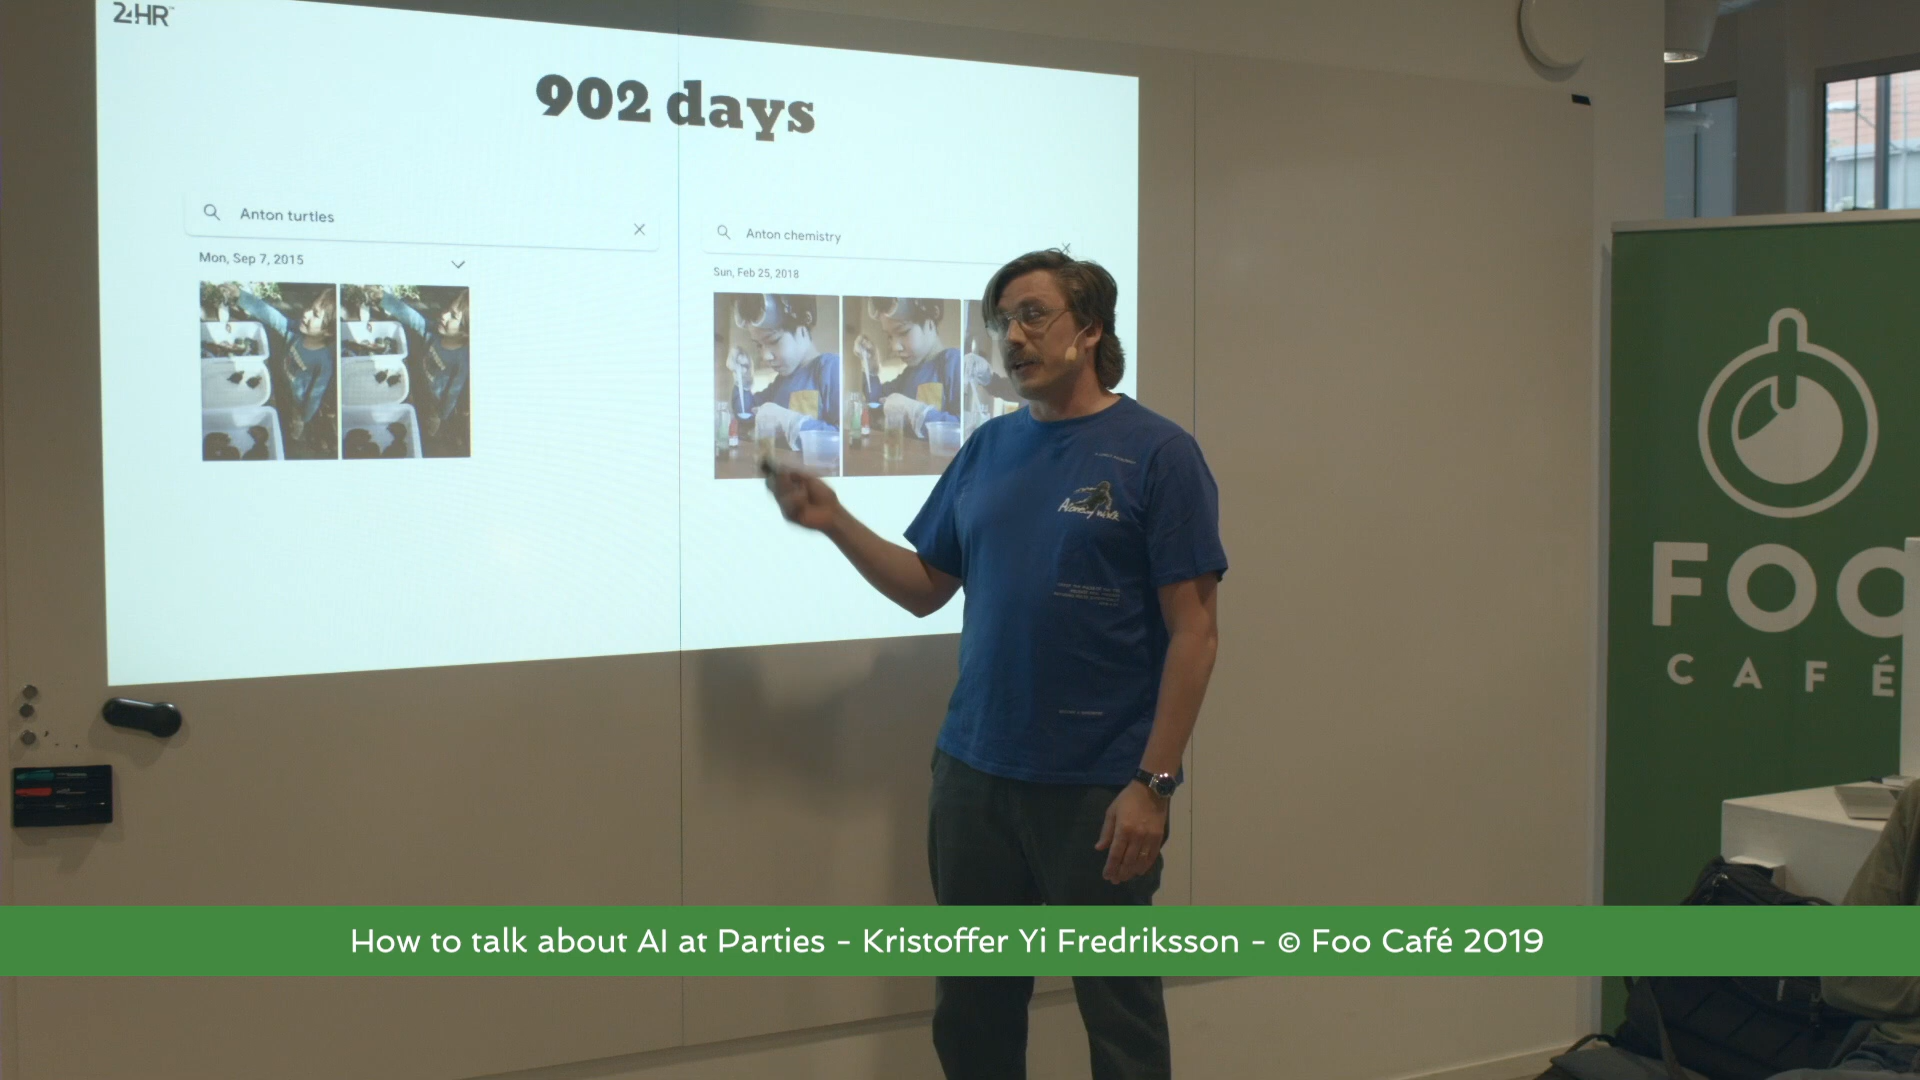 24HR
902 days
Anton turtles
Mon, Sep 7, 2015
Anton chemistry
Sun, Feb 25, 2018
FOO
CAFÉ
How to talk about AI at Parties - Kristoffer Yi Fredriksson - © Foo Café 2019